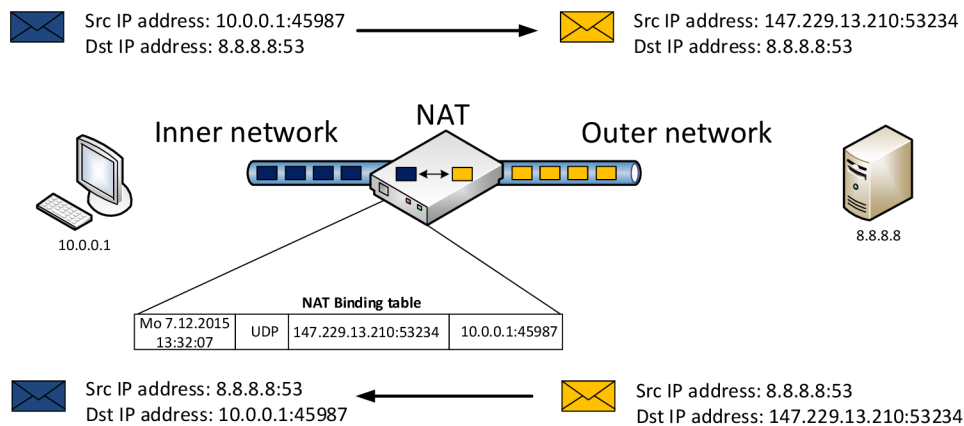 Src IP address: 10.0.0.1:45987
Dst IP address: 8.8.8.8:53
Src IP address: 147.229.13.210:53234
Dst IP address: 8.8.8.8:53
NAT
Inner network
Outer network
10.0.0.1
8.8.8.8
NAT Binding table
Mo 7.12.2015
13:32:07
UDP
147.229.13.210:53234
10.0.0.1:45987
Src IP address: 8.8.8.8:53
Dst IP address: 10.0.0.1:45987
Src IP address: 8.8.8.8:53
Dst IP address: 147.229.13.210:53234